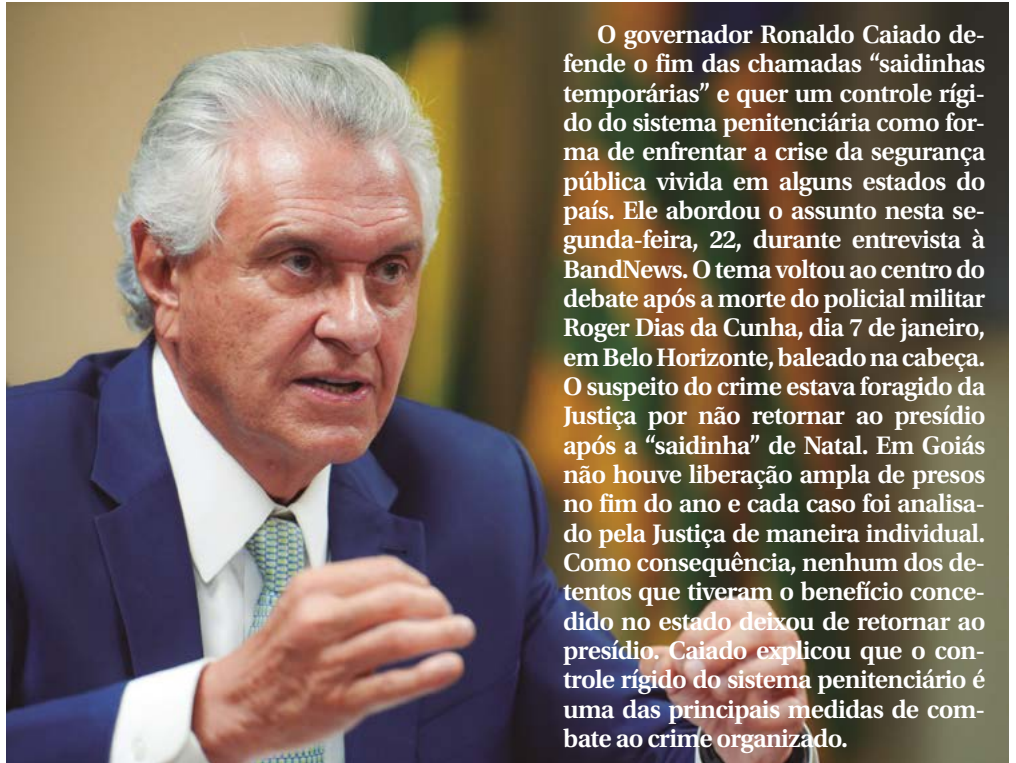 O governador Ronaldo Caiado de-
fende o fim das chamadas “saidinhas
temporárias” e quer um controle rígi-
do do sistema penitenciária como for-
ma de enfrentar a crise da segurança
pública vivida em alguns estados do
país. Ele abordou o assunto nesta se-
gunda-feira, 22, durante entrevista à
BandNews. O tema voltou ao centro do
debate após a morte do policial militar
Roger Dias da Cunha, dia 7 de janeiro,
em Belo Horizonte, baleado na cabeça.
O suspeito do crime estava foragido da
Justiça por não retornar ao presídio
após a “saidinha” de Natal. Em Goiás
não houve liberação ampla de presos
no fim do ano e cada caso foi analisa-
do pela Justiça de maneira individual.
Como consequência, nenhum dos de-
tentos que tiveram o benefício conce-
dido no estado deixou de retornar ao
presídio. Caiado explicou que o con-
trole rígido do sistema penitenciário é
uma das principais medidas de com-
bate ao crime organizado.